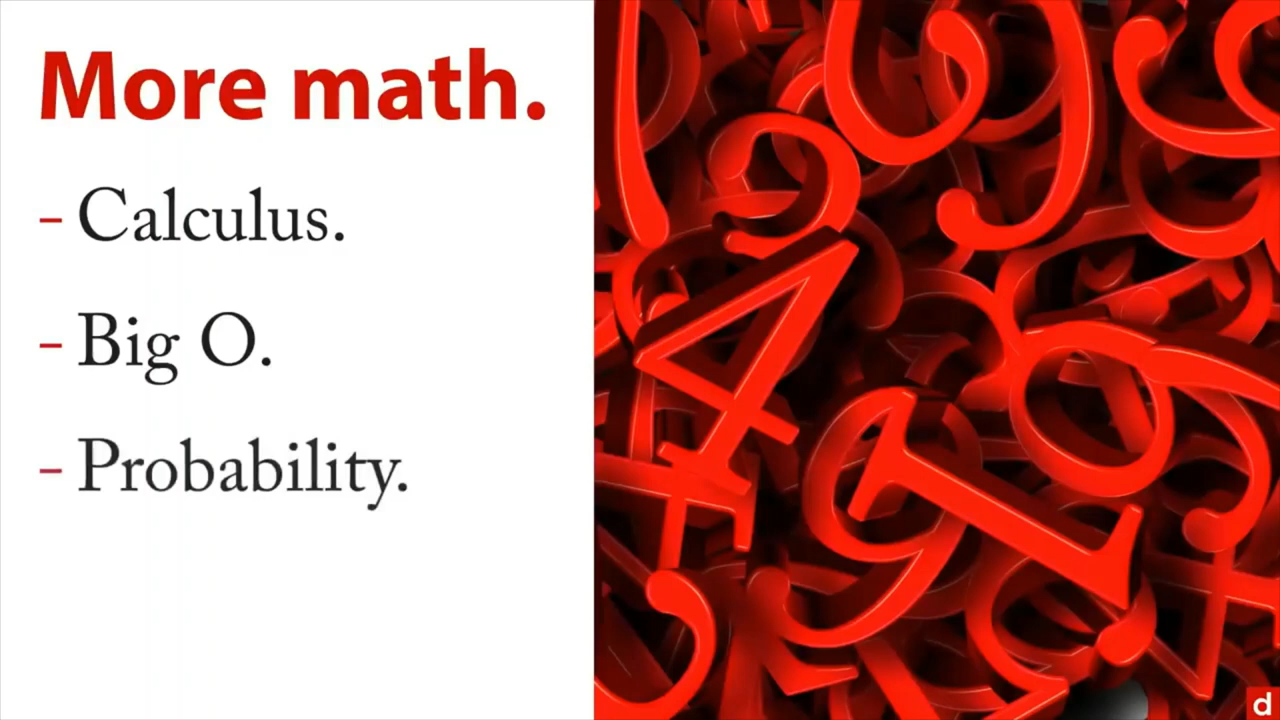 More math.
- Calculus.
- Big O.
- Probability.
d